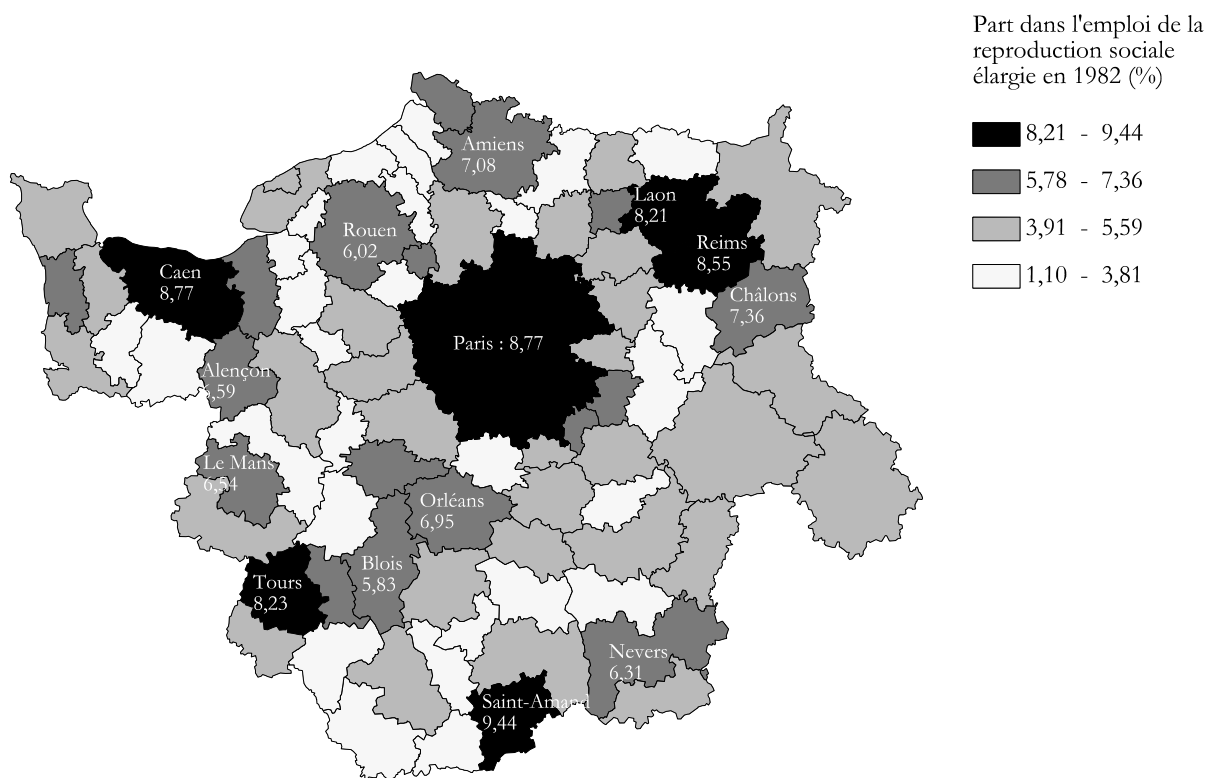 Part dans l'emploi de la
reproduction sociale
élargie en 1982 (%)
8,21 - 9,44
5,78 - 7,36
3,91 - 5,59
1,10 - 3,81
Amiens
7,08
Laon
8,21
Rouen
6,02
Reims
8,55
Caen
8,77
Châlons
7,36
Paris : 8,77
Alençon
,59
Le Mans
6,54
Orléans
6,95
Blois
5,83
Tours
8,23
Nevers
6,31
Saint-Amand
9,44